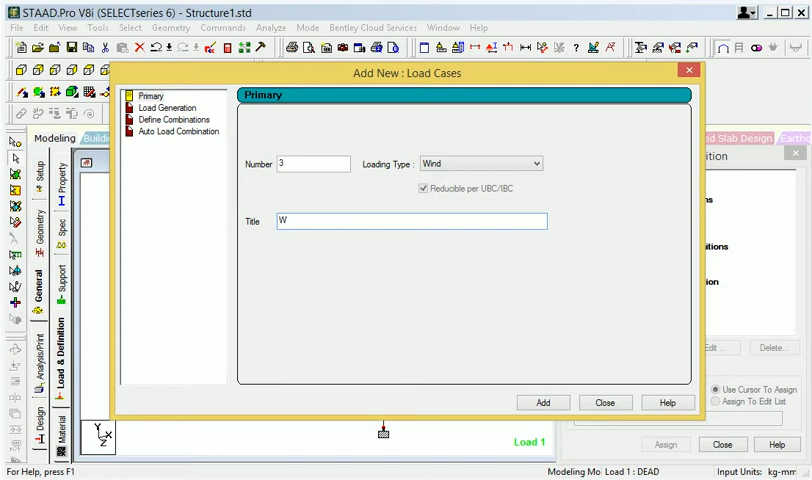 STAAD.Pro V8i (SELECTseries 6) - Structure1.std
File Edit View Tools Select Geometry Commands Analyze Mode Bentley Cloud Services Window Help
Add New : Load Cases
Primary
Load Generation
Define Combinations
Auto Load Combination
Primary
Number 3 Loading Type : Wind
Reducible per UBC/IBC
Title W
Add Close Help
Modeling Building
ed Slab Design Earthq
Setup
Geometry
General
Analysis/Print
Design
Property
Spec
Support
Load & Definition
Material
ition
Edit ... Delete...
Use Cursor To Assign
Assign To Edit List
Assign Close Help
Y
X
Z
Load 1
For Help, press F1 Modeling Mo Load 1 : DEAD Input Units: kg-mm